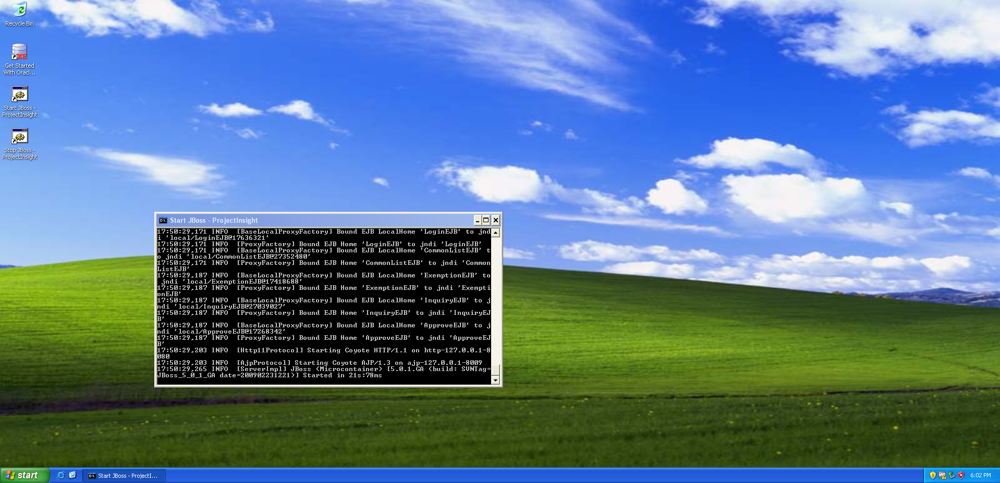 Recycle Bin
Get Started
With Oracl...
Start JBoss -
ProjectInsight
Stop JBoss -
ProjectInsight
Start JBoss - ProjectInsight
17:50:29,171 INFO  [BaseLocalProxyFactory] Bound EJB LocalHome 'LoginEJB' to jnd
i 'local/LoginEJB@17636321'
17:50:29,171 INFO  [ProxyFactory] Bound EJB Home 'LoginEJB' to jndi 'LoginEJB'
17:50:29,171 INFO  [BaseLocalProxyFactory] Bound EJB LocalHome 'CommonListEJB' t
o jndi 'local/CommonListEJB@27352480'
17:50:29,171 INFO  [ProxyFactory] Bound EJB Home 'CommonListEJB' to jndi 'Common
ListEJB'
17:50:29,187 INFO  [BaseLocalProxyFactory] Bound EJB LocalHome 'ExemptionEJB' to
 jndi 'local/ExemptionEJB@17418688'
17:50:29,187 INFO  [ProxyFactory] Bound EJB Home 'ExemptionEJB' to jndi 'Exempti
onEJB'
17:50:29,187 INFO  [BaseLocalProxyFactory] Bound EJB LocalHome 'InquiryEJB' to j
ndi 'local/InquiryEJB@27039027'
17:50:29,187 INFO  [ProxyFactory] Bound EJB Home 'InquiryEJB' to jndi 'InquiryEJ
B'
17:50:29,187 INFO  [BaseLocalProxyFactory] Bound EJB LocalHome 'ApproveEJB' to j
ndi 'local/ApproveEJB@17268342'
17:50:29,187 INFO  [ProxyFactory] Bound EJB Home 'ApproveEJB' to jndi 'ApproveEJ
B'
17:50:29,203 INFO  [Http11Protocol] Starting Coyote HTTP/1.1 on http-127.0.0.1-8
080
17:50:29,203 INFO  [AjpProtocol] Starting Coyote AJP/1.3 on ajp-127.0.0.1-8009
17:50:29,265 INFO  [ServerImpl] JBoss (Microcontainer) [5.0.1.GA (build: SVNTag=
JBoss_5_0_1_GA date=200902231221)] Started in 21s:78ms
start
Start JBoss - ProjectI...
6:02 PM